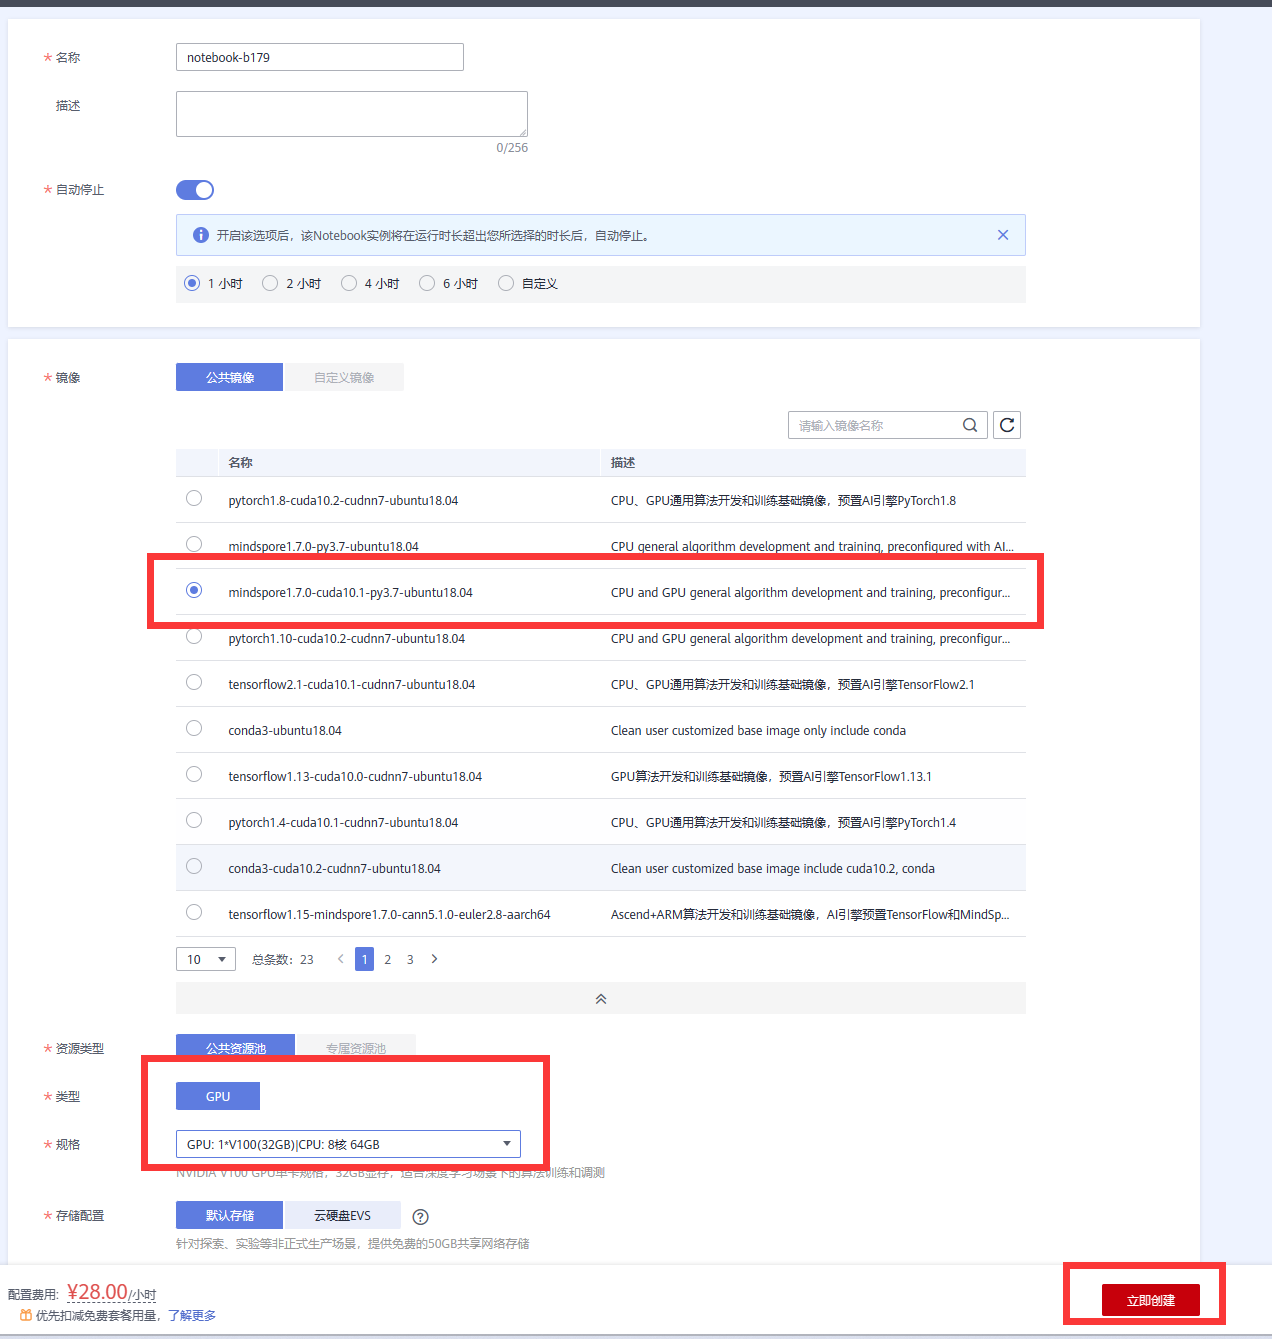 * 名称
notebook-b179
描述
0/256
* 自动停止
开启该选项后，该Notebook实例将在运行时长超出您所选择的时长后，自动停止。
1 小时 2 小时 4 小时 6 小时 自定义
* 镜像
公共镜像 自定义镜像
请输入镜像名称
名称 描述
pytorch1.8-cuda10.2-cudnn7-ubuntu18.04 CPU、GPU通用算法开发和训练基础镜像，预置AI引擎PyTorch1.8
mindspore1.7.0-py3.7-ubuntu18.04 CPU general algorithm development and training, preconfigured with AI...
mindspore1.7.0-cuda10.1-py3.7-ubuntu18.04 CPU and GPU general algorithm development and training, preconfigur...
pytorch1.10-cuda10.2-cudnn7-ubuntu18.04 CPU and GPU general algorithm development and training, preconfigur...
tensorflow2.1-cuda10.1-cudnn7-ubuntu18.04 CPU、GPU通用算法开发和训练基础镜像，预置AI引擎TensorFlow2.1
conda3-ubuntu18.04 Clean user customized base image only include conda
tensorflow1.13-cuda10.0-cudnn7-ubuntu18.04 GPU算法开发和训练基础镜像，预置AI引擎TensorFlow1.13.1
pytorch1.4-cuda10.1-cudnn7-ubuntu18.04 CPU、GPU通用算法开发和训练基础镜像，预置AI引擎PyTorch1.4
conda3-cuda10.2-cudnn7-ubuntu18.04 Clean user customized base image include cuda10.2, conda
tensorflow1.15-mindspore1.7.0-cann5.1.0-euler2.8-aarch64 Ascend+ARM算法开发和训练基础镜像，AI引擎预置TensorFlow和MindSp...
10 总条数：23 1 2 3
* 资源类型
公共资源池 专属资源池
* 类型
GPU
* 规格
GPU: 1*V100(32GB)|CPU: 8核 64GB
NVIDIA V100 GPU单卡规格，32GB显存，适合深度学习场景下的算法训练和调测
* 存储配置
默认存储 云硬盘EVS
针对探索、实验等非正式生产场景，提供免费的50GB共享网络存储
配置费用: ¥28.00/小时
优先扣减免费套餐用量，了解更多
立即创建